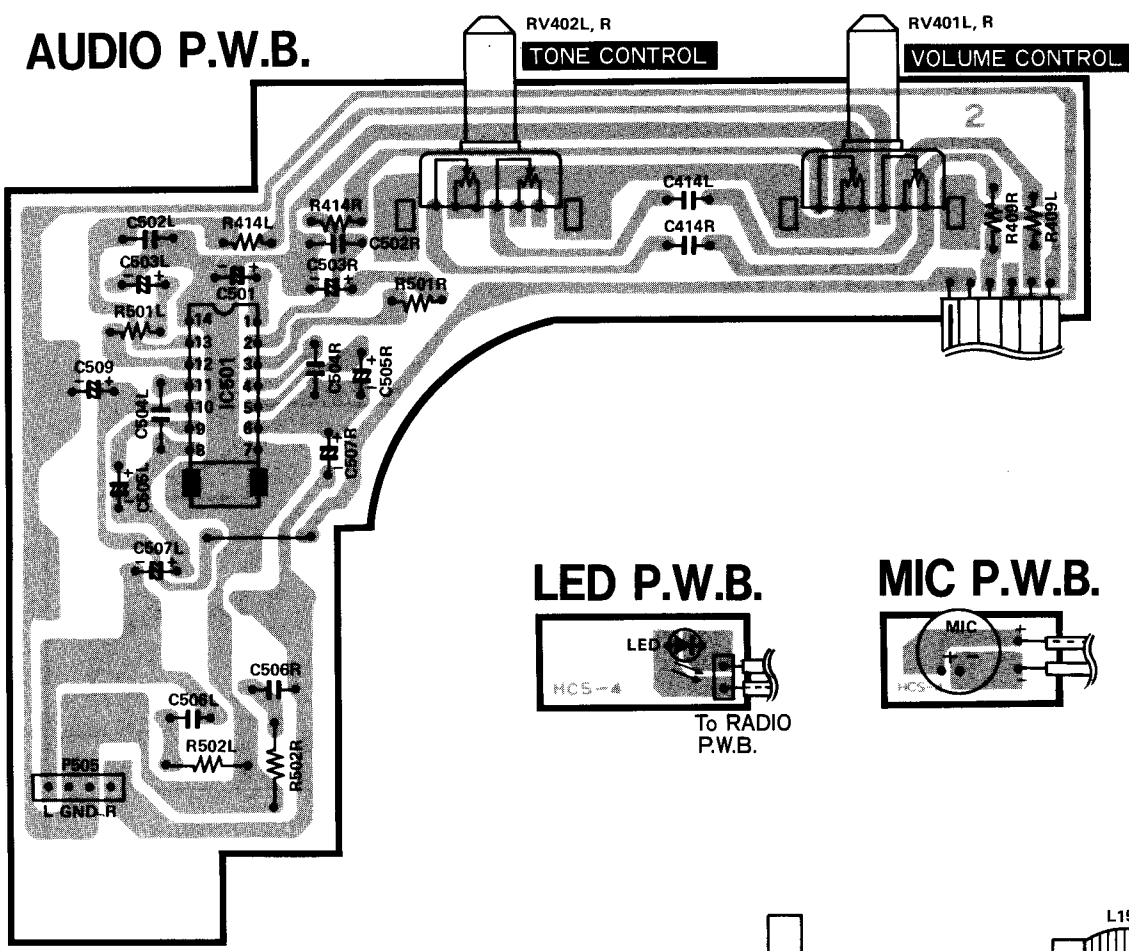 AUDIO P.W.B.
RV402L, R
TONE CONTROL
RV401L, R
VOLUME CONTROL
2
C414L
C414R
R409R
R409L
C502L
R414L
R414R
C502R
C503L
C501
C503R
R501R
R501L
14
13
12
11
10
9
8
1
2
3
4
5
6
7
IC501
C509
C504L
C504R
C505R
C505L
C507R
C507L
C506R
C506L
R502L
R502R
P505
L GND R
LED P.W.B.
LED
HCS-4
To RADIO
P.W.B.
MIC P.W.B.
MIC
+ -
+
-
L15